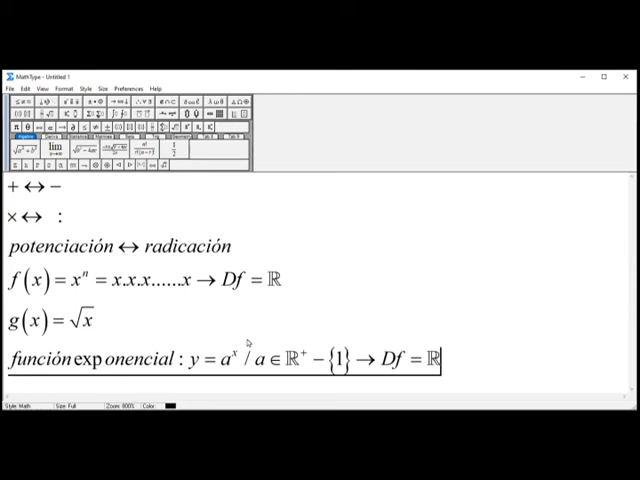 MathType - Untitled 1
File Edit View Format Style Size Preferences Help
+ ↔ −
× ↔ :
potenciación ↔ radicación
f(x) = xⁿ = x.x.x......x → Df = ℝ
g(x) = √x
función exponencial : y = aˣ / a ∈ ℝ⁺ − {1} → Df = ℝ
Style: Math Size: Full Zoom: 800% Color: